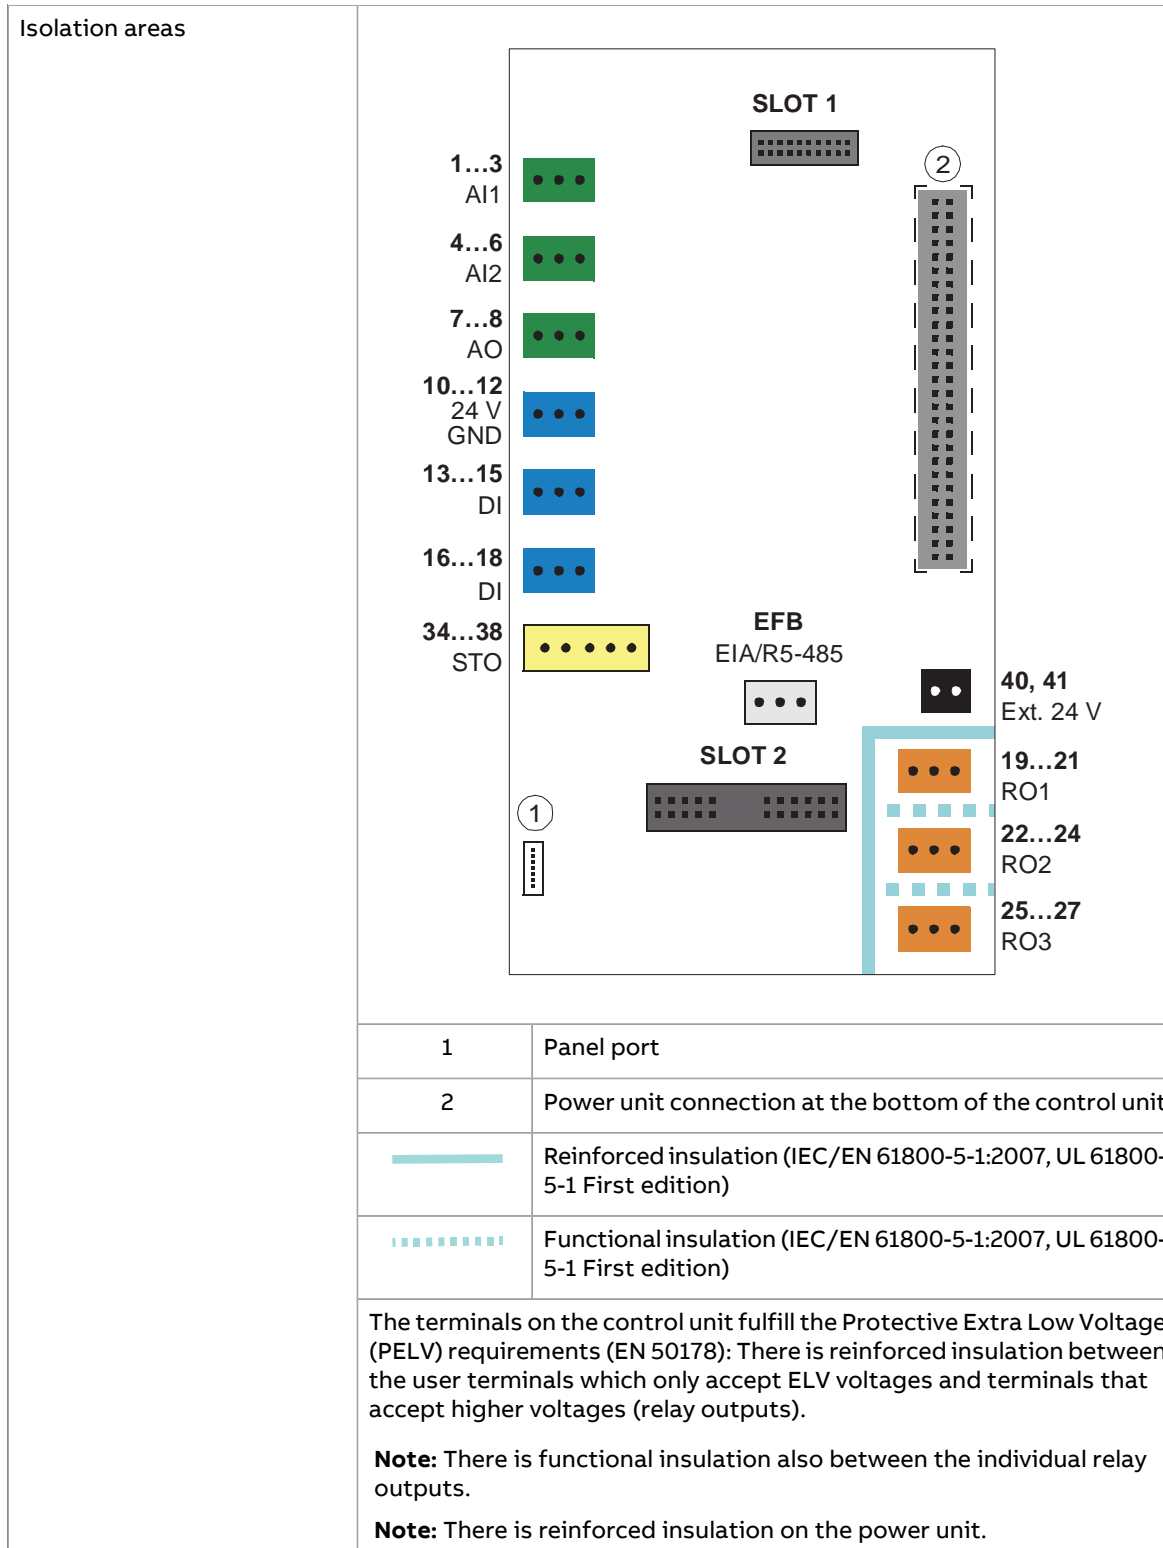 Isolation areas
SLOT 1
2
1…3
AI1
4…6
AI2
7…8
AO
10…12
24 V
GND
13…15
DI
16…18
DI
34…38
STO
EFB
EIA/R5-485
40, 41
Ext. 24 V
SLOT 2
19…21
RO1
1
22…24
RO2
25…27
RO3
1 Panel port
2 Power unit connection at the bottom of the control unit
Reinforced insulation (IEC/EN 61800-5-1:2007, UL 61800-
5-1 First edition)
Functional insulation (IEC/EN 61800-5-1:2007, UL 61800-
5-1 First edition)
The terminals on the control unit fulfill the Protective Extra Low Voltage
(PELV) requirements (EN 50178): There is reinforced insulation between
the user terminals which only accept ELV voltages and terminals that
accept higher voltages (relay outputs).
Note: There is functional insulation also between the individual relay
outputs.
Note: There is reinforced insulation on the power unit.